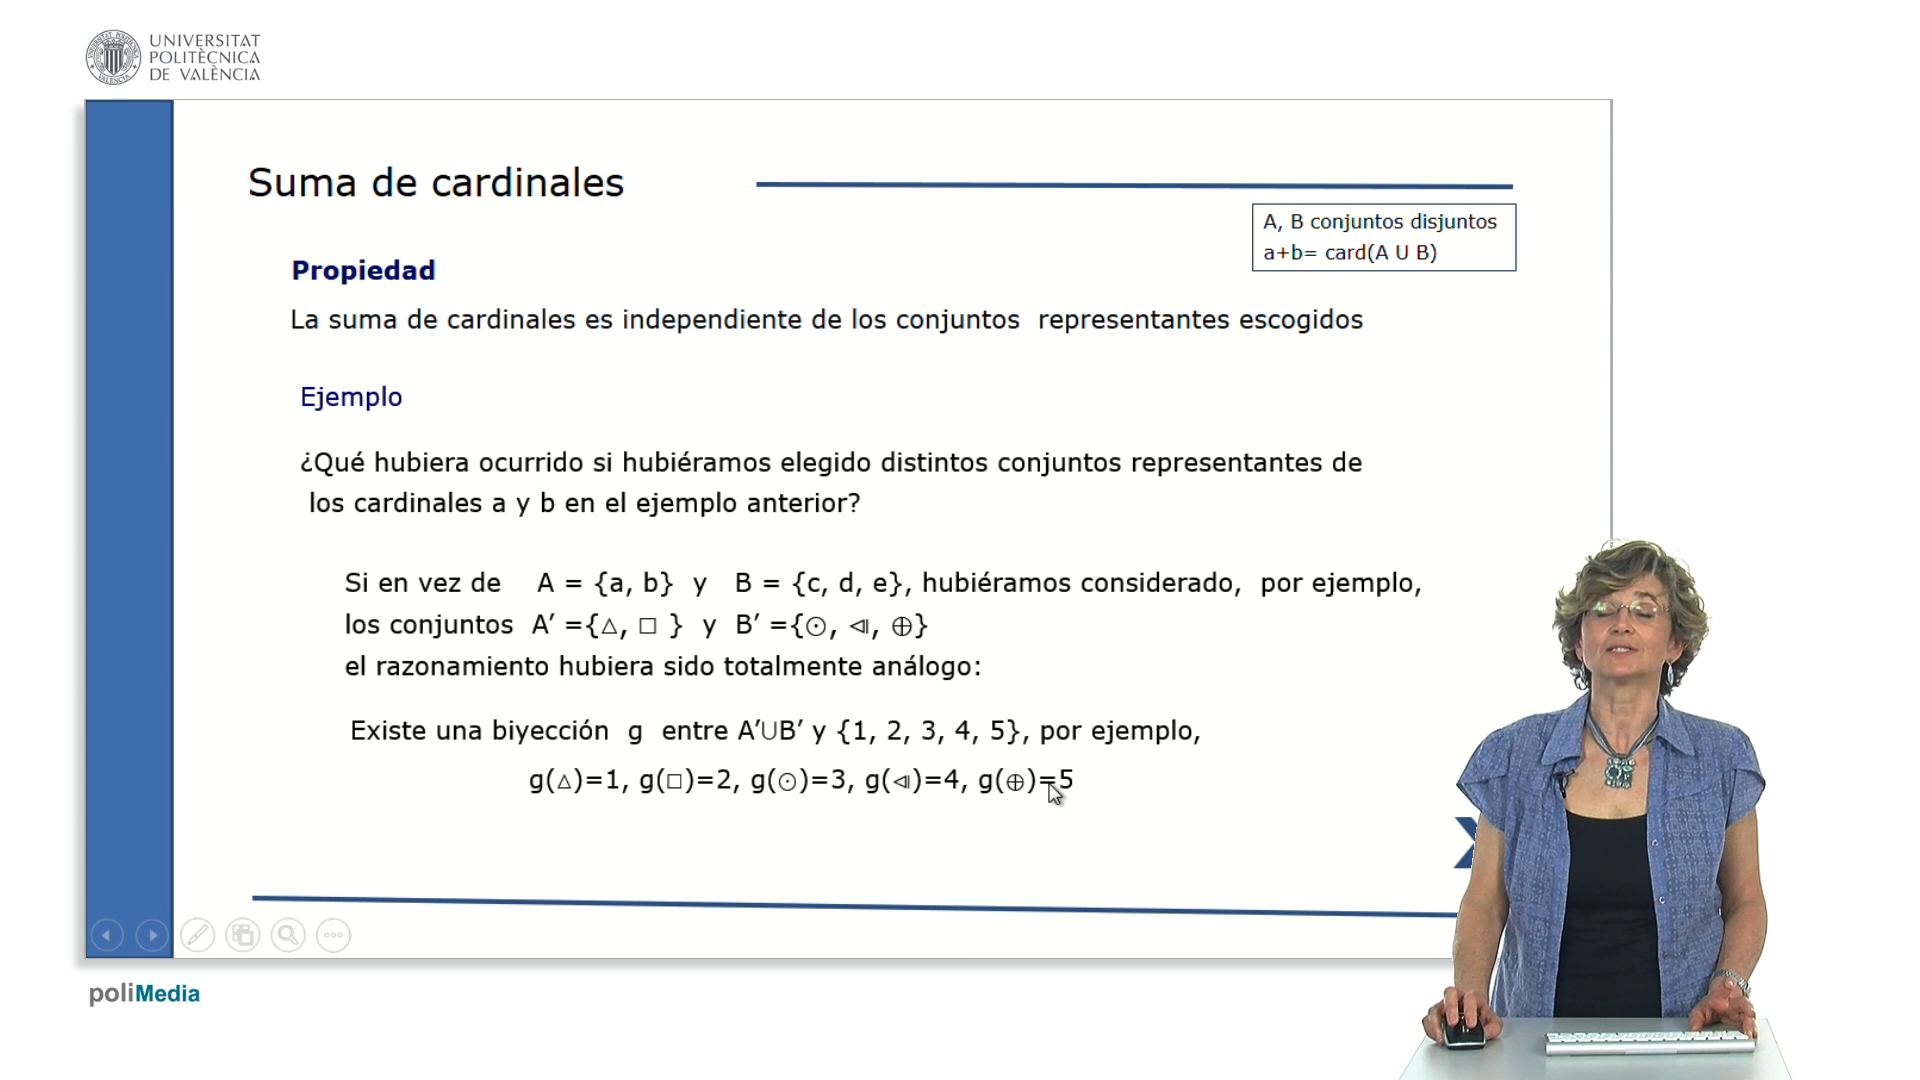 UNIVERSITAT
POLITÈCNICA
DE VALÈNCIA
Suma de cardinales
A, B conjuntos disjuntos
a+b= card(A U B)
Propiedad
La suma de cardinales es independiente de los conjuntos representantes escogidos
Ejemplo
¿Qué hubiera ocurrido si hubiéramos elegido distintos conjuntos representantes de
los cardinales a y b en el ejemplo anterior?
Si en vez de A = {a, b} y B = {c, d, e}, hubiéramos considerado, por ejemplo,
los conjuntos A’ ={△, □ } y B’ ={⊙, ⧏, ⊕}
el razonamiento hubiera sido totalmente análogo:
Existe una biyección g entre A’∪B’ y {1, 2, 3, 4, 5}, por ejemplo,
g(△)=1, g(□)=2, g(⊙)=3, g(⧏)=4, g(⊕)=5
poliMedia